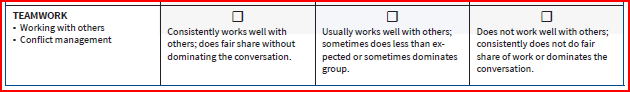 TEAMWORK
• Working with others
• Conflict management
Consistently works well with
others; does fair share without
dominating the conversation.
Usually works well with others;
sometimes does less than ex-
pected or sometimes dominates
group.
Does not work well with others;
consistently does not do fair
share of work or dominates the
conversation.